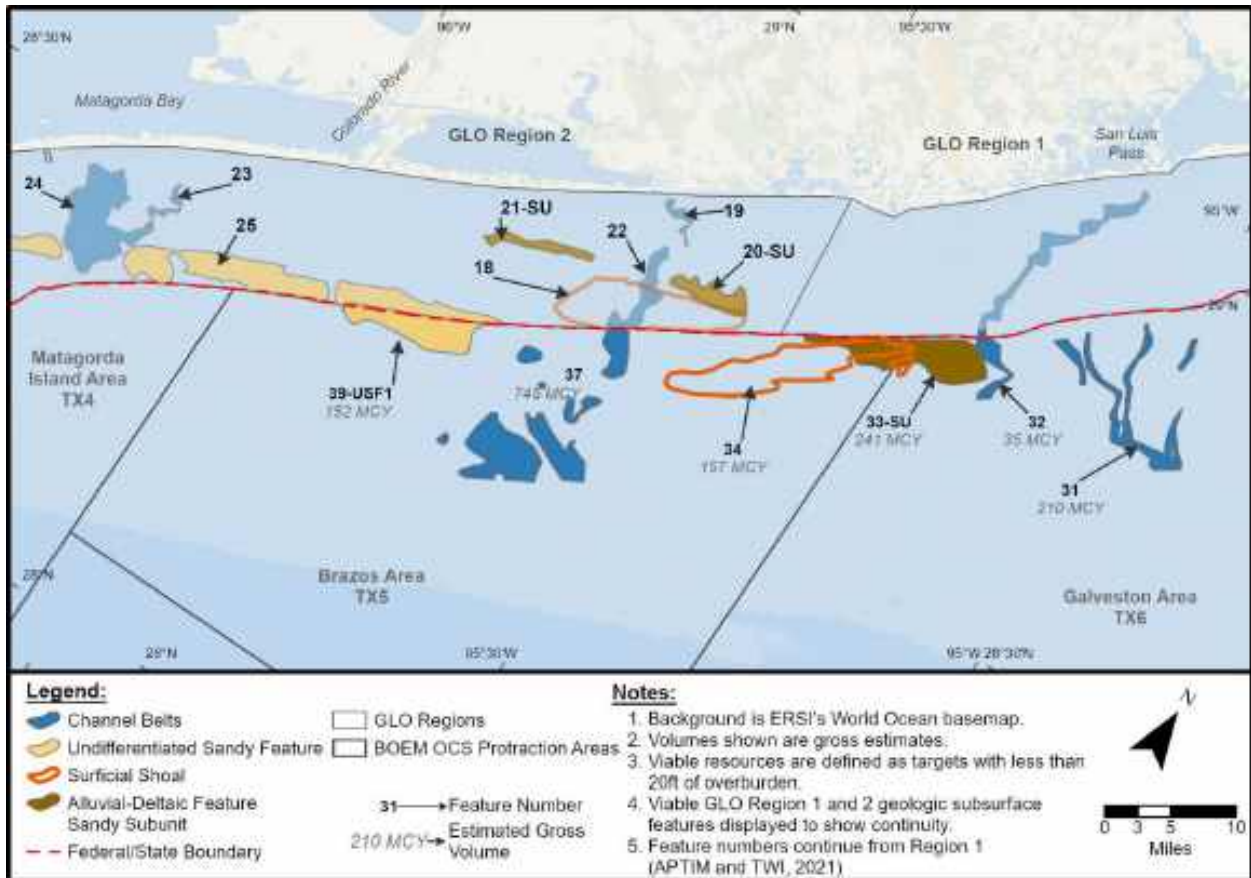 28°30'N
96°W
29°N
95°30'W
Matagorda Bay
Colorado River
GLO Region 2
GLO Region 1
San Luis
Pass
24
23
21-SU
19
25
22
18
20-SU
95°W
29°N
Matagorda
Island Area
TX4
39-USF1
152 MCY
37
745 MCY
34
157 MCY
33-SU
241 MCY
32
35 MCY
31
210 MCY
28°N
Brazos Area
TX5
Galveston Area
TX6
28°N
95°30'W
95°W
28°30'N
Legend:
Channel Belts
Undifferentiated Sandy Feature
Surficial Shoal
Alluvial-Deltaic Feature
Sandy Subunit
Federal/State Boundary
GLO Regions
BOEM OCS Protraction Areas
31
Feature Number
210 MCY
Estimated Gross
Volume
Notes:
1. Background is ERSI's World Ocean basemap.
2. Volumes shown are gross estimates.
3. Viable resources are defined as targets with less than
20ft of overburden.
4. Viable GLO Region 1 and 2 geologic subsurface
features displayed to show continuity.
5. Feature numbers continue from Region 1
(APTIM and TWI, 2021)
N
0 3 5 10
Miles